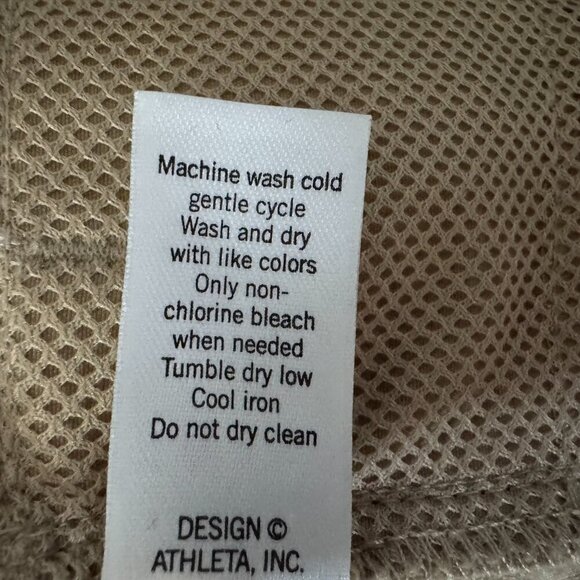 Machine wash cold
gentle cycle
Wash and dry
with like colors
Only non-
chlorine bleach
when needed
Tumble dry low
Cool iron
Do not dry clean
DESIGN ©
ATHLETA, INC.